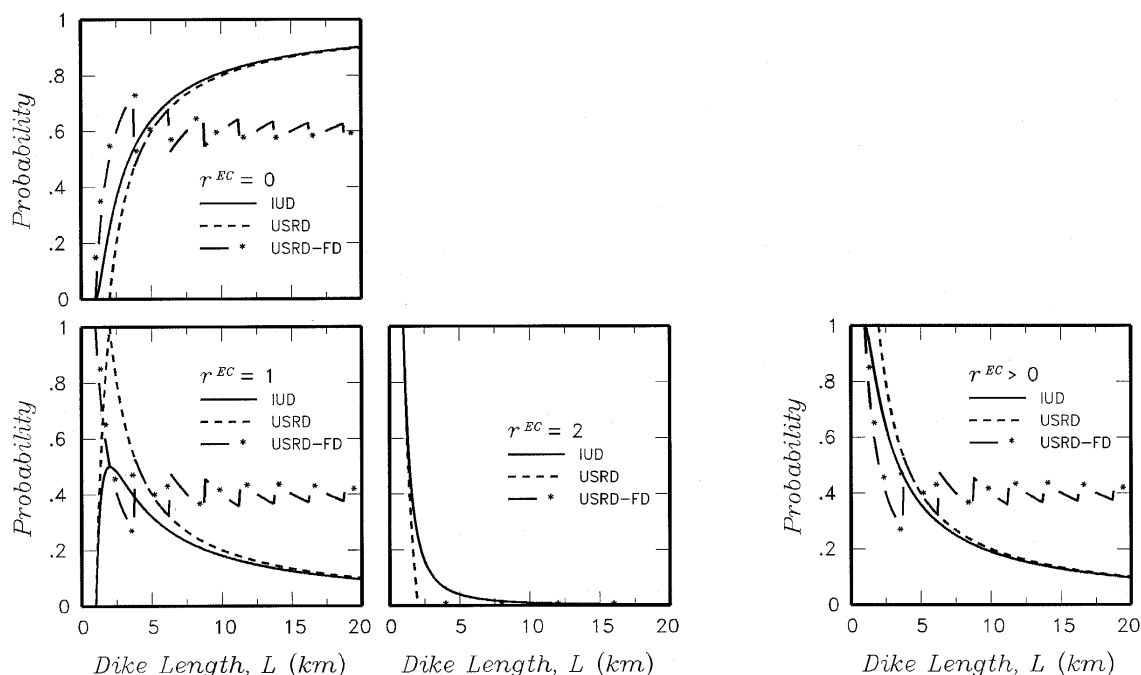 1
.8
.6
.4
.2
0
Probability
r EC = 0
IUD
USRD
* USRD-FD
1
.8
.6
.4
.2
0
Probability
r EC = 1
IUD
USRD
* USRD-FD
0 5 10 15 20
Dike Length, L (km)
r EC = 2
IUD
USRD
* USRD-FD
0 5 10 15 20
Dike Length, L (km)
1
.8
.6
.4
.2
0
Probability
r EC > 0
IUD
USRD
* USRD-FD
0 5 10 15 20
Dike Length, L (km)